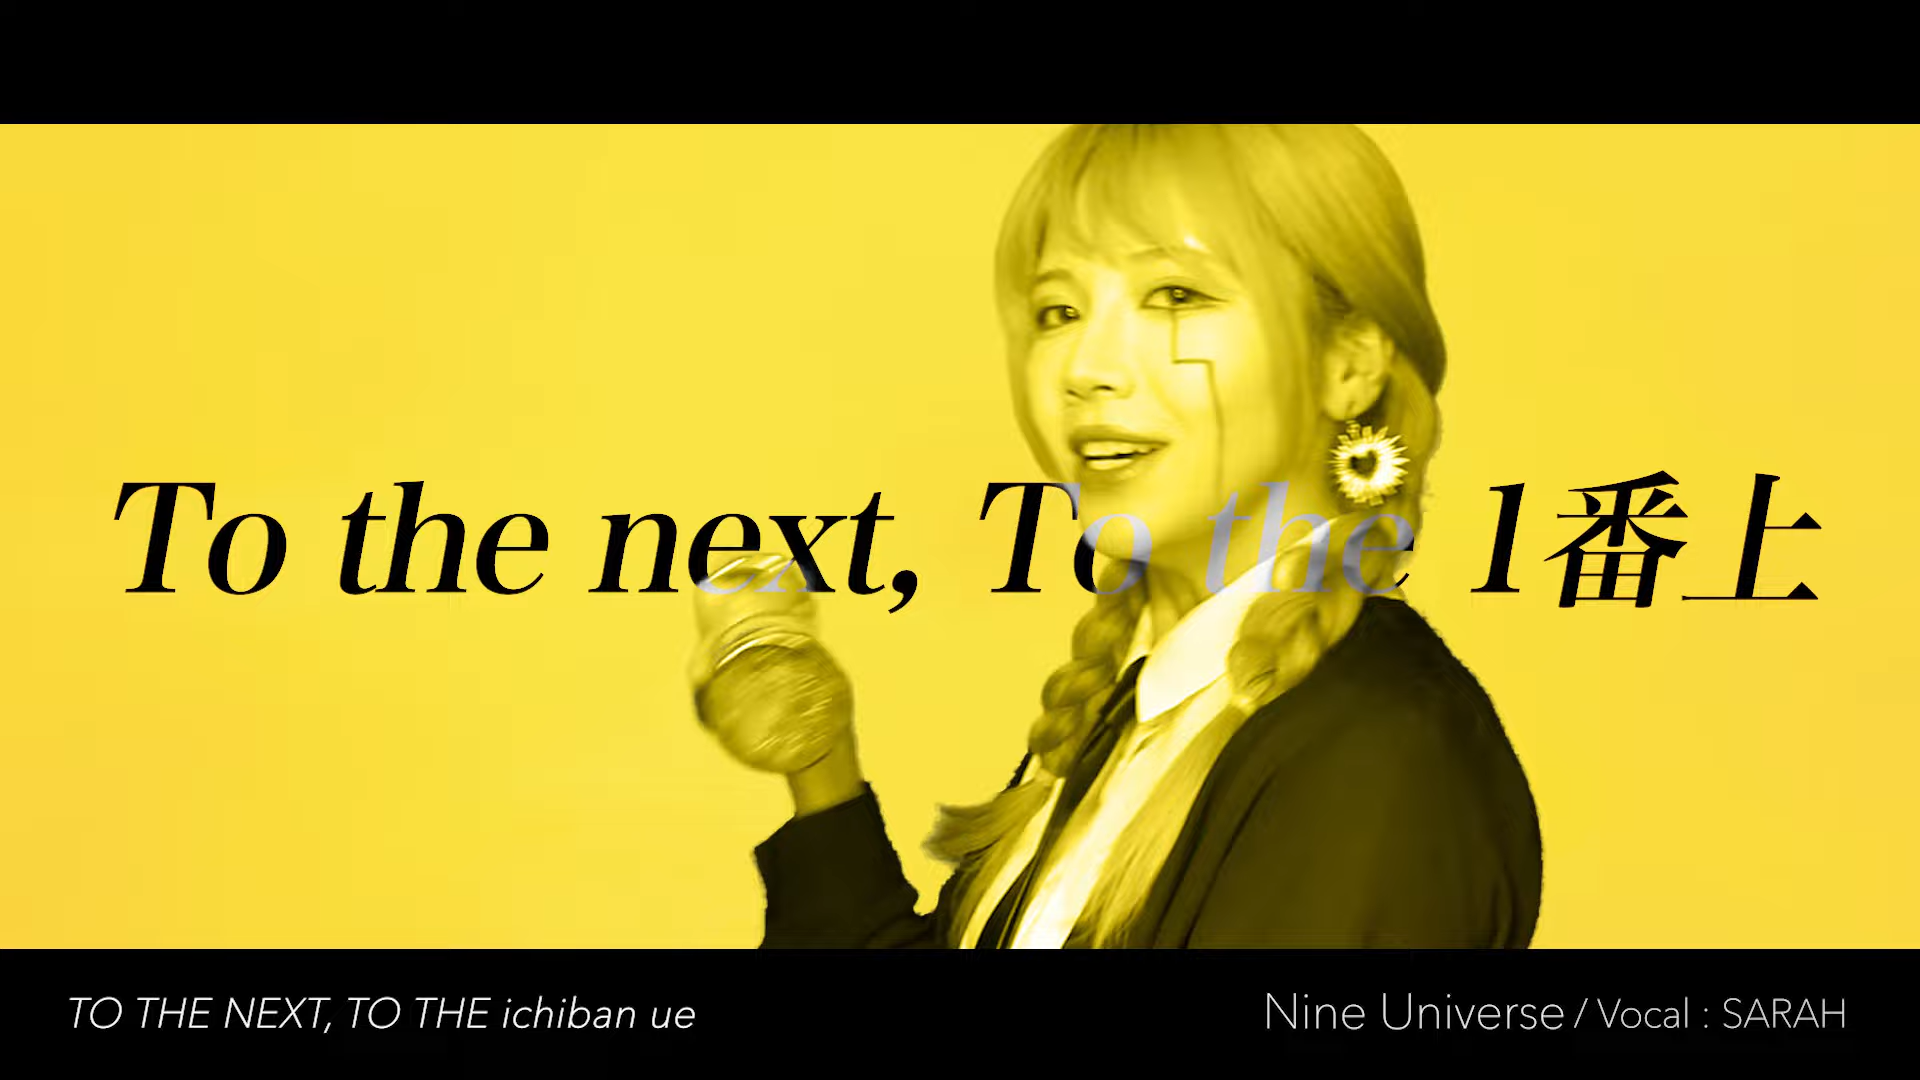 To the next, To the 1番上
TO THE NEXT, TO THE ichiban ue
Nine Universe / Vocal : SARAH